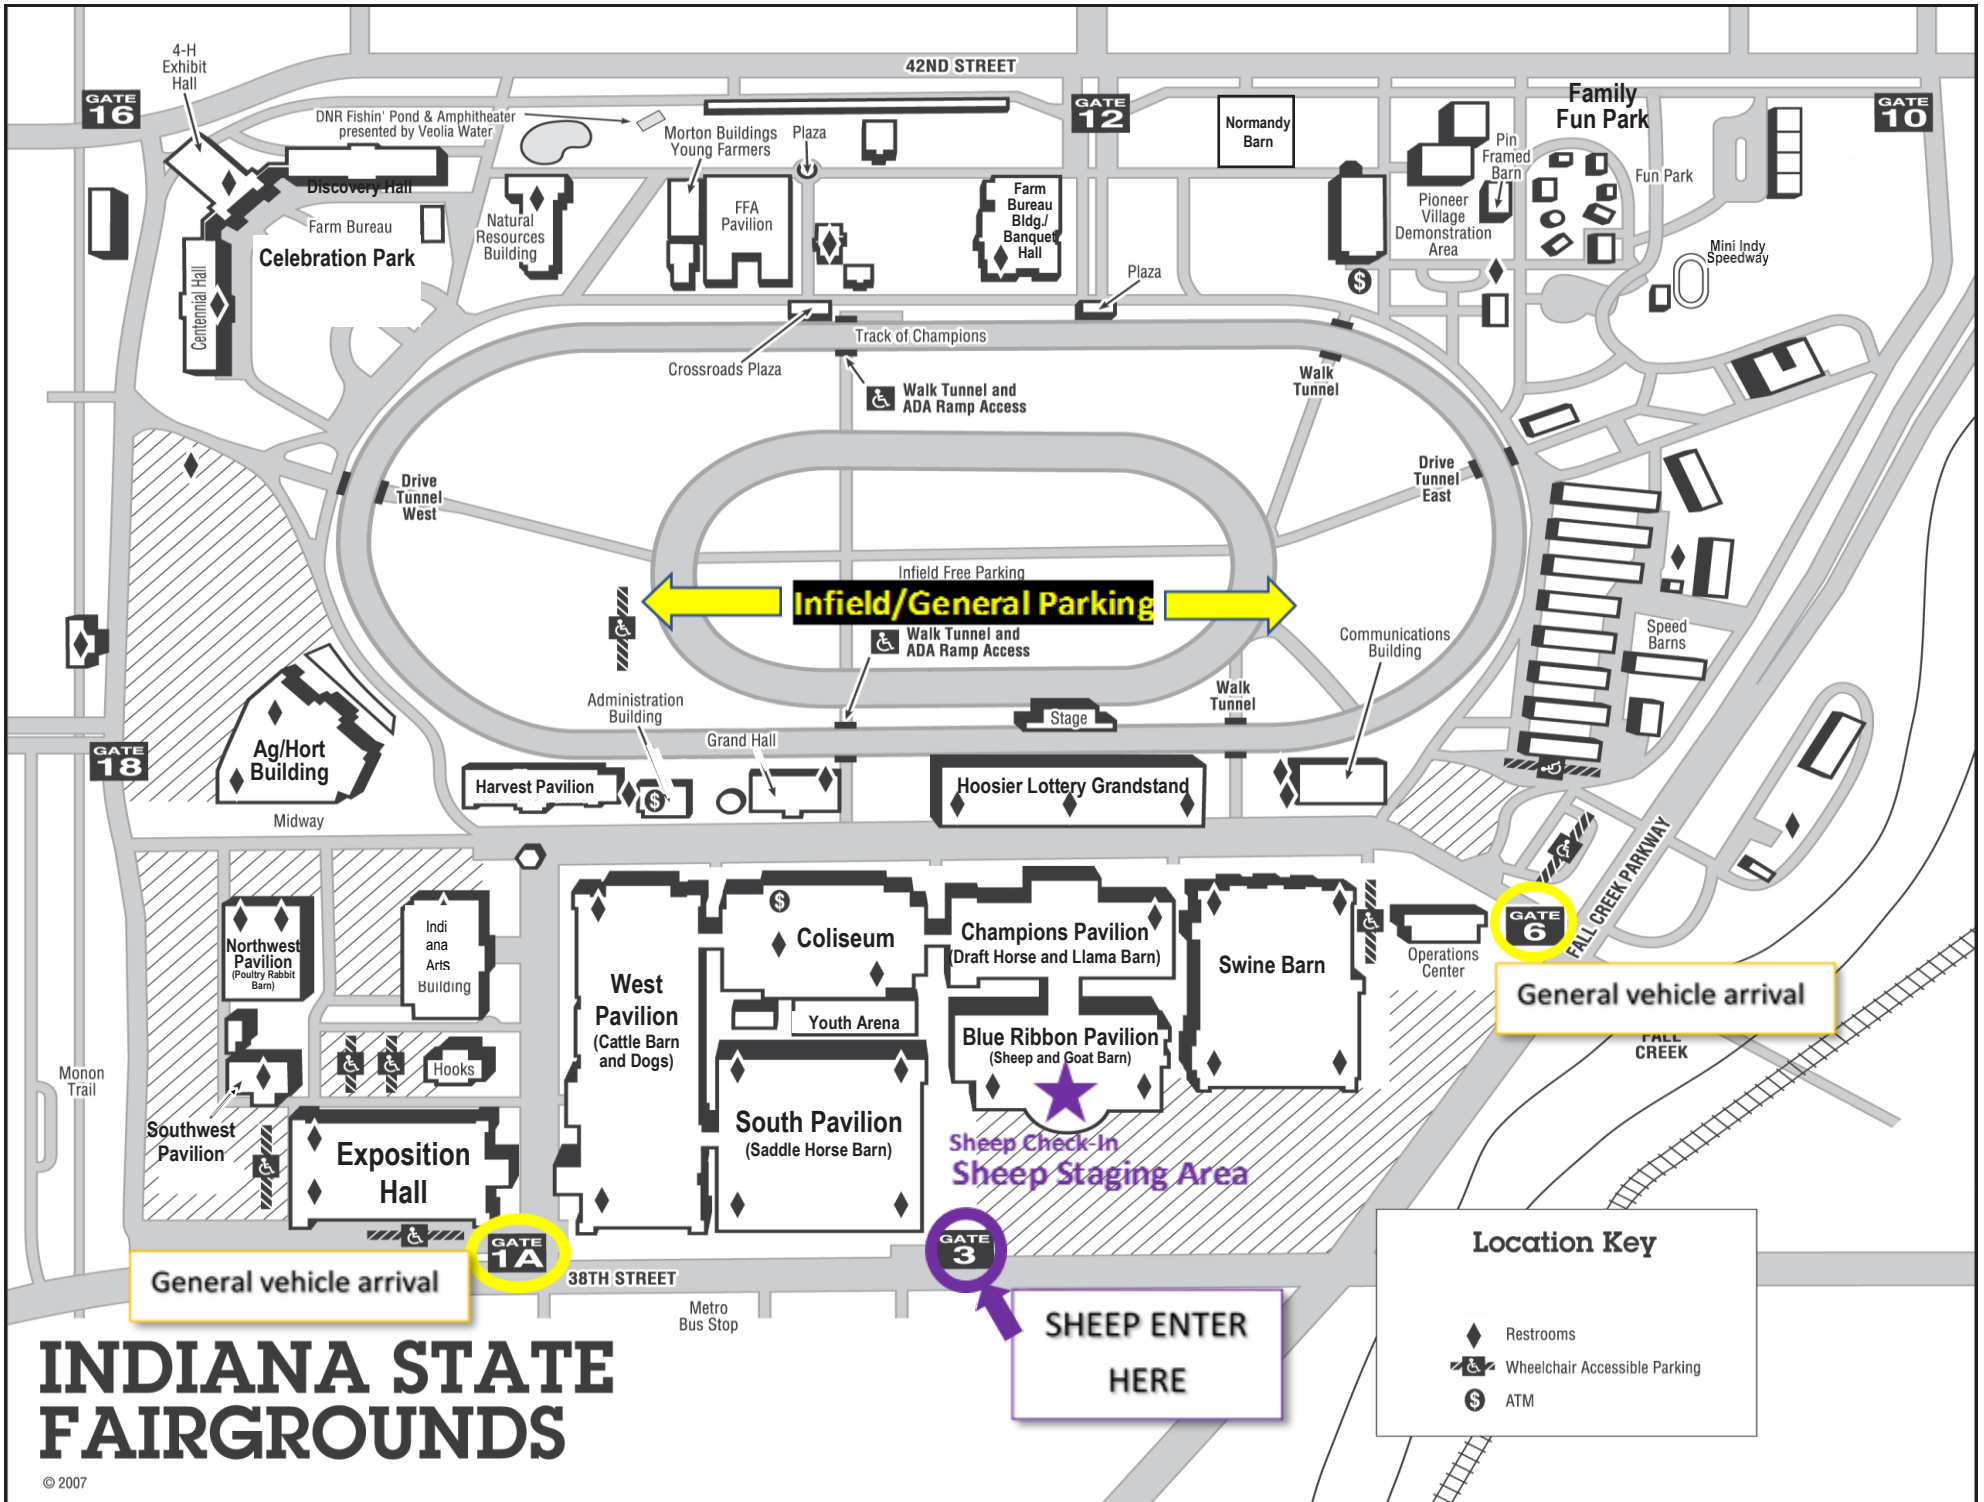 42ND STREET
4-H
Exhibit
Hall
GATE
16
DNR Fishin' Pond & Amphitheater
presented by Veolia Water
Morton Buildings
Young Farmers
Plaza
GATE
12
Normandy
Barn
Family
Fun Park
GATE
10
Pin
Framed
Barn
Fun Park
Discovery Hall
Farm Bureau
Celebration Park
Natural
Resources
Building
FFA
Pavilion
Farm
Bureau
Bldg./
Banquet
Hall
Pioneer
Village
Demonstration
Area
Mini Indy
Speedway
Plaza
$
Centennial Hall
Track of Champions
Crossroads Plaza
Walk Tunnel and
ADA Ramp Access
Walk
Tunnel
Drive
Tunnel
West
Drive
Tunnel
East
Infield Free Parking
Infield/General Parking
Walk Tunnel and
ADA Ramp Access
Communications
Building
Speed
Barns
Administration
Building
Walk
Tunnel
Stage
Grand Hall
GATE
18
Ag/Hort
Building
Harvest Pavilion
$
Hoosier Lottery Grandstand
Midway
FALL CREEK PARKWAY
GATE
6
Northwest
Pavilion
(Poultry Rabbit
Barn)
Indi
ana
Arts
Building
West
Pavilion
(Cattle Barn
and Dogs)
$
Coliseum
Champions Pavilion
(Draft Horse and Llama Barn)
Swine Barn
Operations
Center
General vehicle arrival
FALL
CREEK
Youth Arena
Blue Ribbon Pavilion
(Sheep and Goat Barn)
Hooks
Monon
Trail
Southwest
Pavilion
Exposition
Hall
South Pavilion
(Saddle Horse Barn)
Sheep Check-In
Sheep Staging Area
GATE
1A
GATE
3
General vehicle arrival
38TH STREET
Metro
Bus Stop
SHEEP ENTER
HERE
Location Key
Restrooms
Wheelchair Accessible Parking
$
ATM
INDIANA STATE
FAIRGROUNDS
© 2007